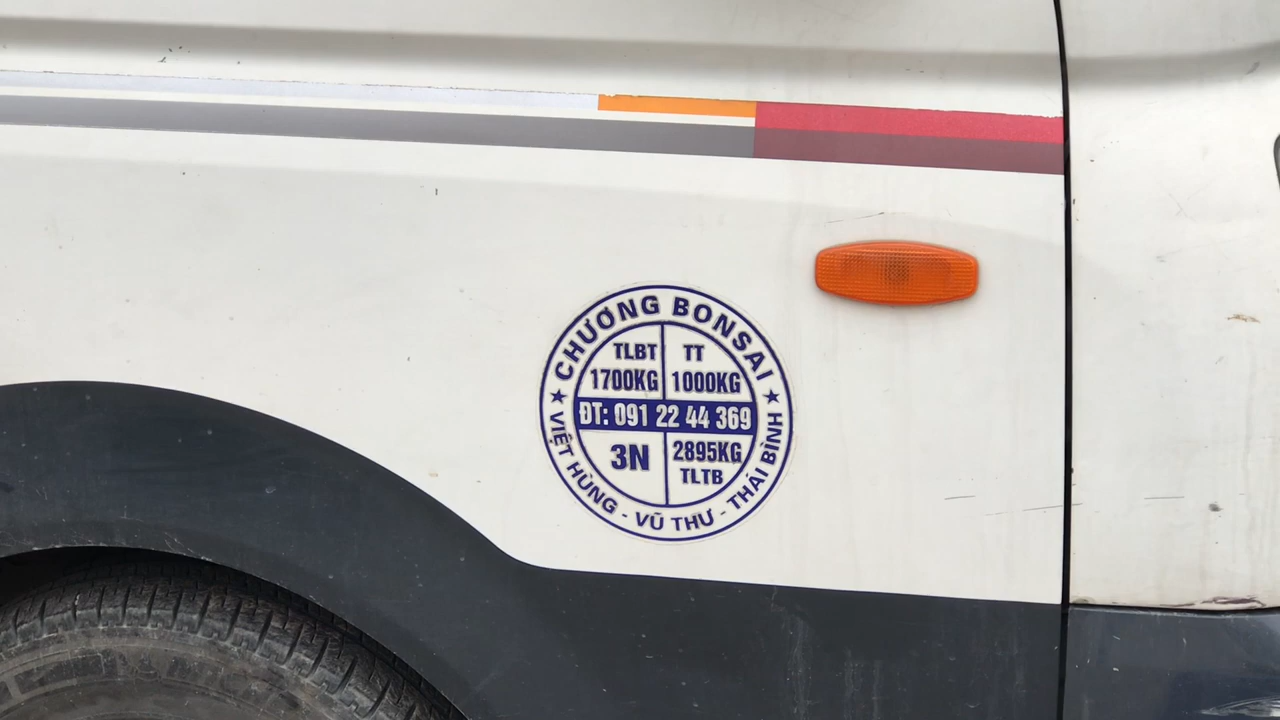 CHƯƠNG BONSAI
TLBT TT
1700KG 1000KG
ĐT: 091 22 44 369
3N 2895KG
TLTB
★ VIỆT HÙNG - VŨ THƯ - THÁI BÌNH ★